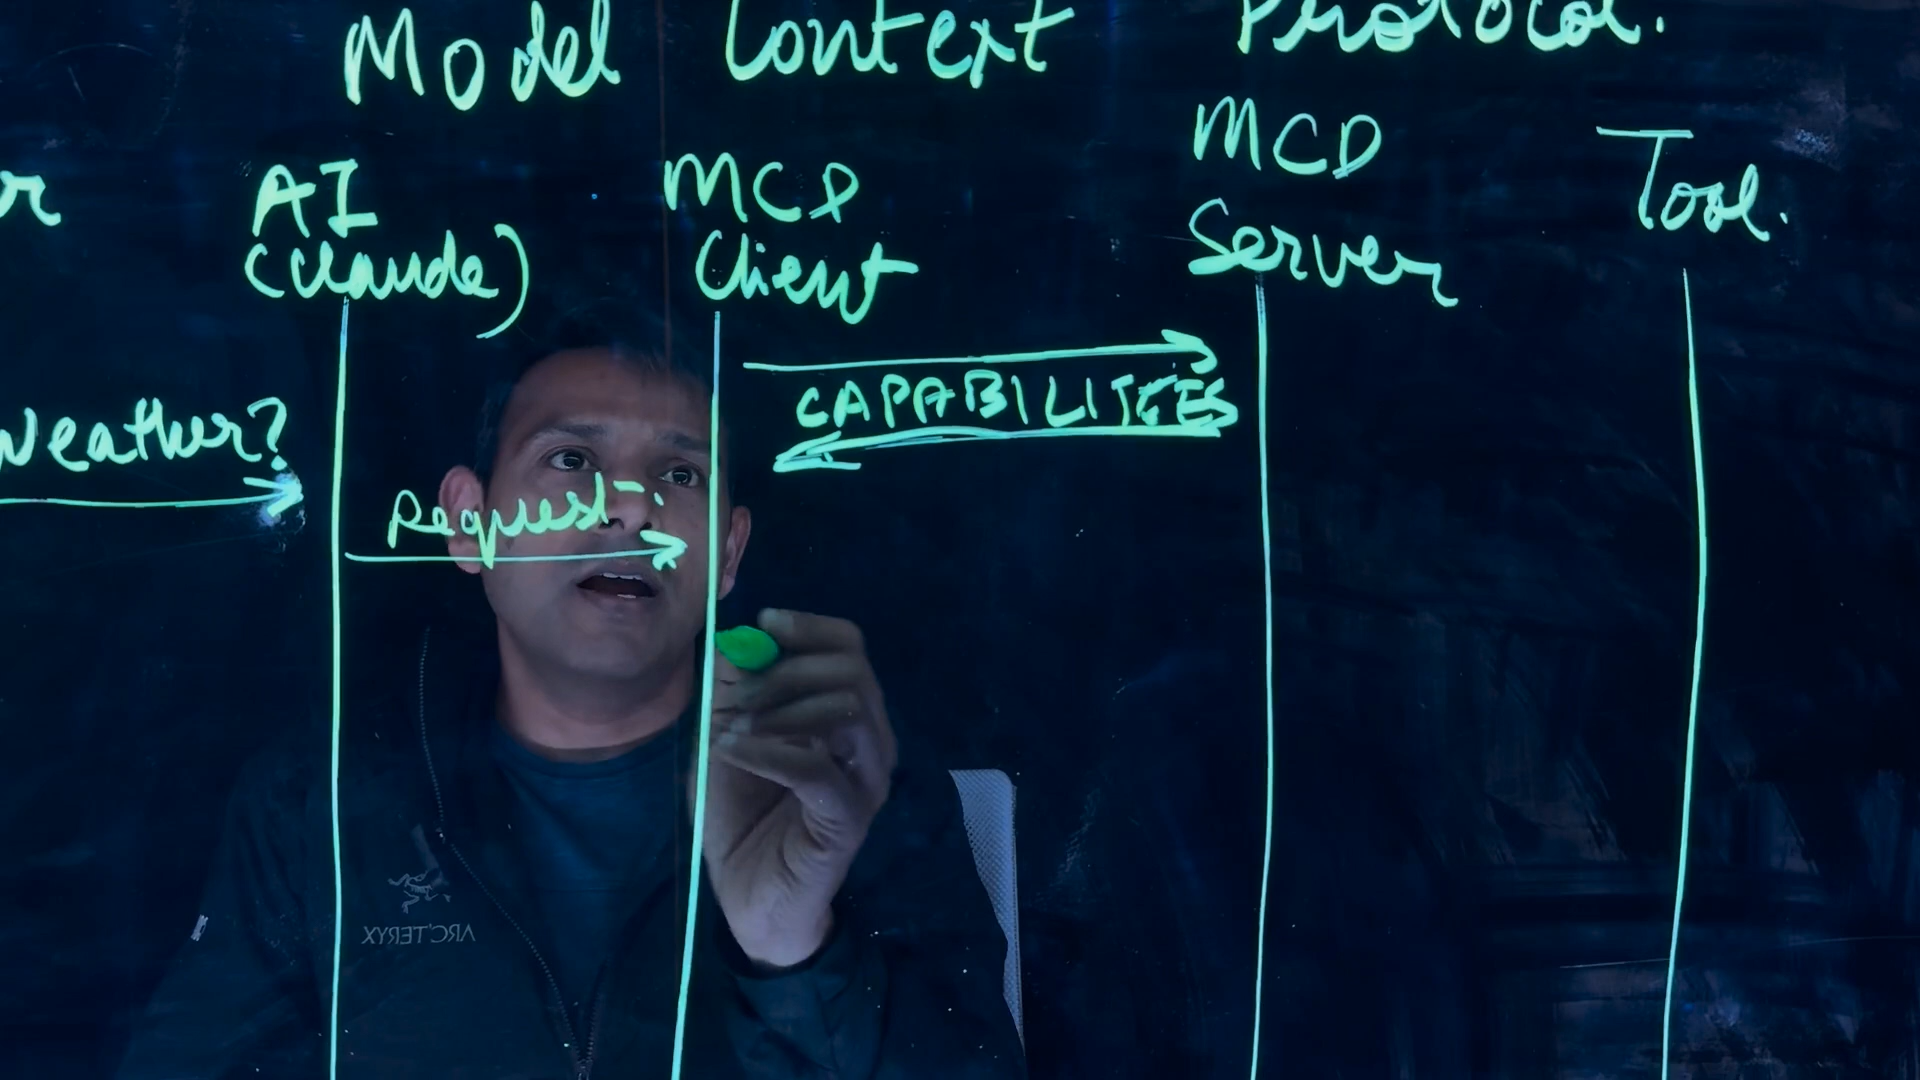 Model Context Protocol.
AI
(Claude)
MCP
Client
MCP
Server
Tool.
CAPABILITIES
Weather?
Request.
ARC'TERYX